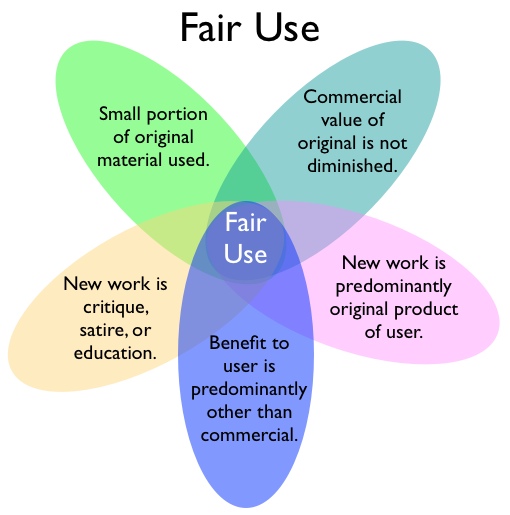 Fair Use
Small portion
of original
material used.
Commercial
value of
original is not
diminished.
Fair
Use
New work is
critique,
satire, or
education.
New work is
predominantly
original product
of user.
Benefit to
user is
predominantly
other than
commercial.